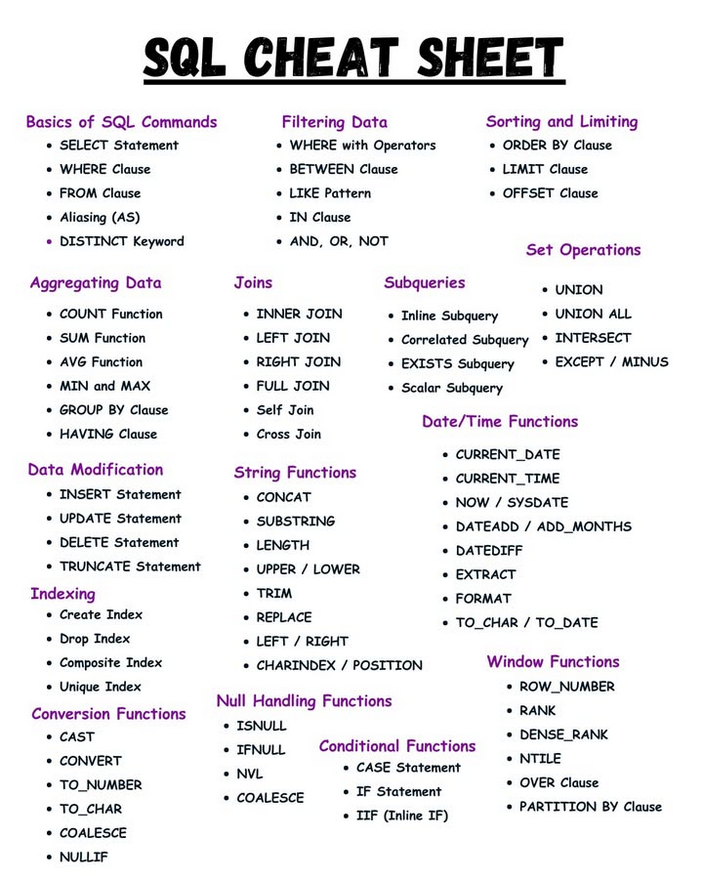 SQL CHEAT SHEET
Basics of SQL Commands
SELECT Statement
WHERE Clause
FROM Clause
Aliasing (AS)
DISTINCT Keyword
Filtering Data
WHERE with Operators
BETWEEN Clause
LIKE Pattern
IN Clause
AND, OR, NOT
Sorting and Limiting
ORDER BY Clause
LIMIT Clause
OFFSET Clause
Aggregating Data
COUNT Function
SUM Function
AVG Function
MIN and MAX
GROUP BY Clause
HAVING Clause
Joins
INNER JOIN
LEFT JOIN
RIGHT JOIN
FULL JOIN
Self Join
Cross Join
Subqueries
Inline Subquery
Correlated Subquery
EXISTS Subquery
Scalar Subquery
Set Operations
UNION
UNION ALL
INTERSECT
EXCEPT / MINUS
Data Modification
INSERT Statement
UPDATE Statement
DELETE Statement
TRUNCATE Statement
String Functions
CONCAT
SUBSTRING
LENGTH
UPPER / LOWER
TRIM
REPLACE
LEFT / RIGHT
CHARINDEX / POSITION
Date/Time Functions
CURRENT_DATE
CURRENT_TIME
NOW / SYSDATE
DATEADD / ADD_MONTHS
DATEDIFF
EXTRACT
FORMAT
TO_CHAR / TO_DATE
Indexing
Create Index
Drop Index
Composite Index
Unique Index
Conversion Functions
CAST
CONVERT
TO_NUMBER
TO_CHAR
COALESCE
NULLIF
Null Handling Functions
ISNULL
IFNULL
NVL
COALESCE
Conditional Functions
CASE Statement
IF Statement
IIF (Inline IF)
Window Functions
ROW_NUMBER
RANK
DENSE_RANK
NTILE
OVER Clause
PARTITION BY Clause